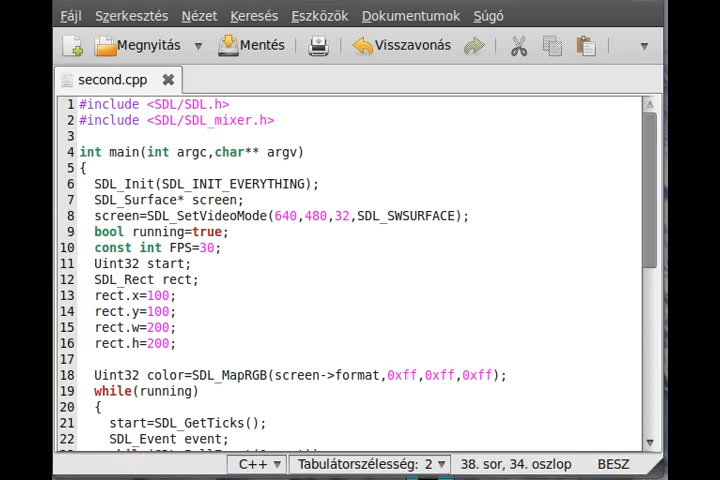 Fájl Szerkesztés Nézet Keresés Eszközök Dokumentumok Súgó
Megnyitás Mentés Visszavonás
second.cpp
1 #include <SDL/SDL.h>
2 #include <SDL/SDL_mixer.h>
3
4 int main(int argc,char** argv)
5 {
6 SDL_Init(SDL_INIT_EVERYTHING);
7 SDL_Surface* screen;
8 screen=SDL_SetVideoMode(640,480,32,SDL_SWSURFACE);
9 bool running=true;
10 const int FPS=30;
11 Uint32 start;
12 SDL_Rect rect;
13 rect.x=100;
14 rect.y=100;
15 rect.w=200;
16 rect.h=200;
17
18 Uint32 color=SDL_MapRGB(screen->format,0xff,0xff,0xff);
19 while(running)
20 {
21 start=SDL_GetTicks();
22 SDL_Event event;
C++ Tabulátorszélesség: 2 38. sor, 34. oszlop BESZ